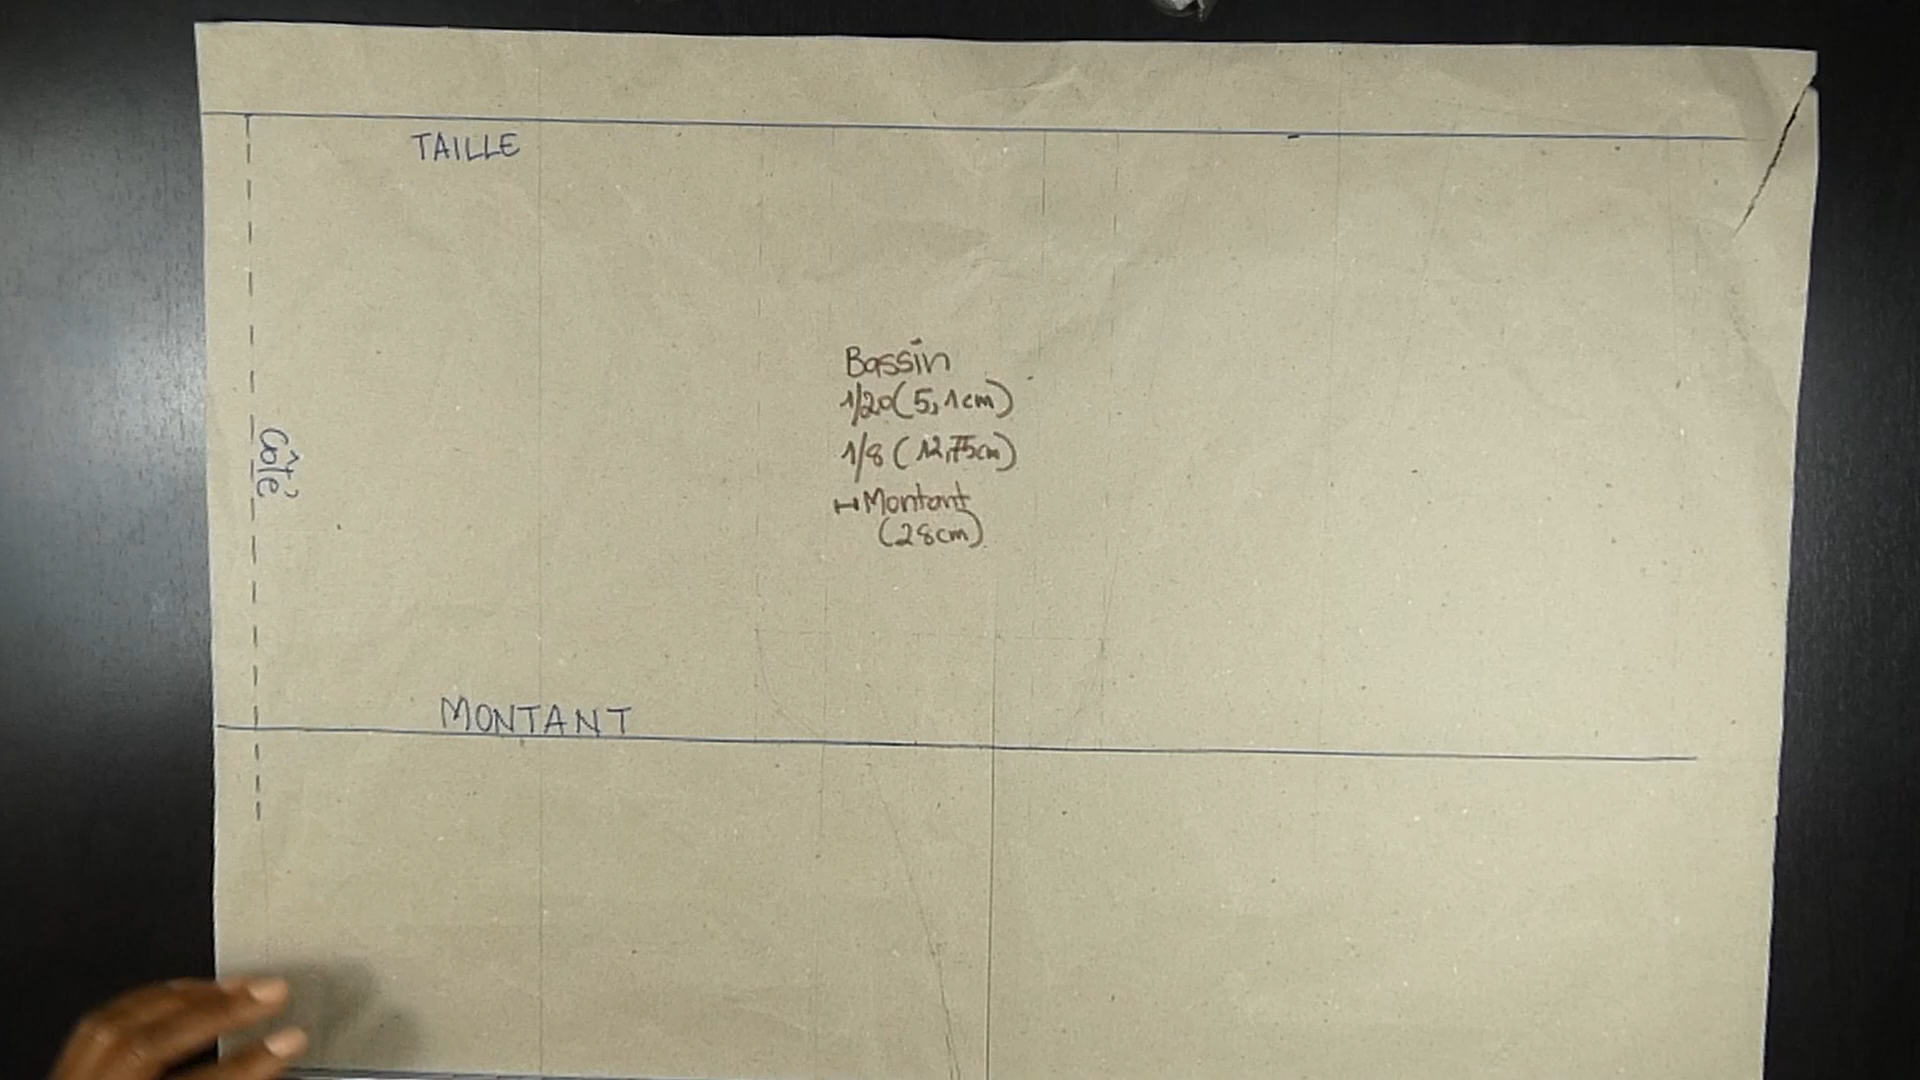 TAILLE
Bassin
1/20 (5,1cm)
1/8 (12,75cm)
Côté
Montant
(28cm)
MONTANT